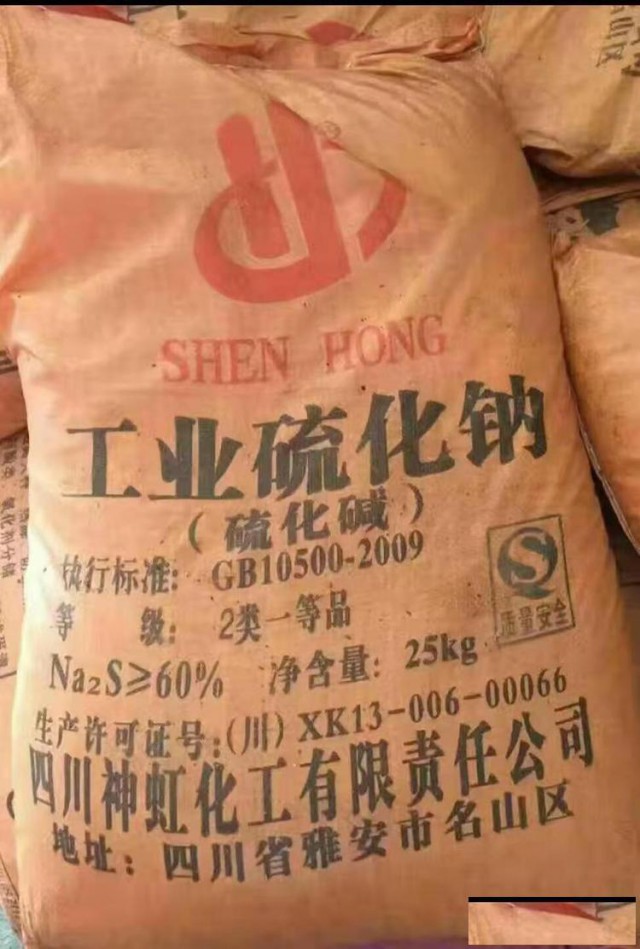 SHEN HONG
工业硫化钠
(硫化碱)
执行标准: GB10500-2009
等 级: 2类一等品
Na₂S≥60% 净含量: 25kg
质量安全
生产许可证号:(川) XK13-006-00066
四川神虹化工有限责任公司
地址: 四川省雅安市名山区